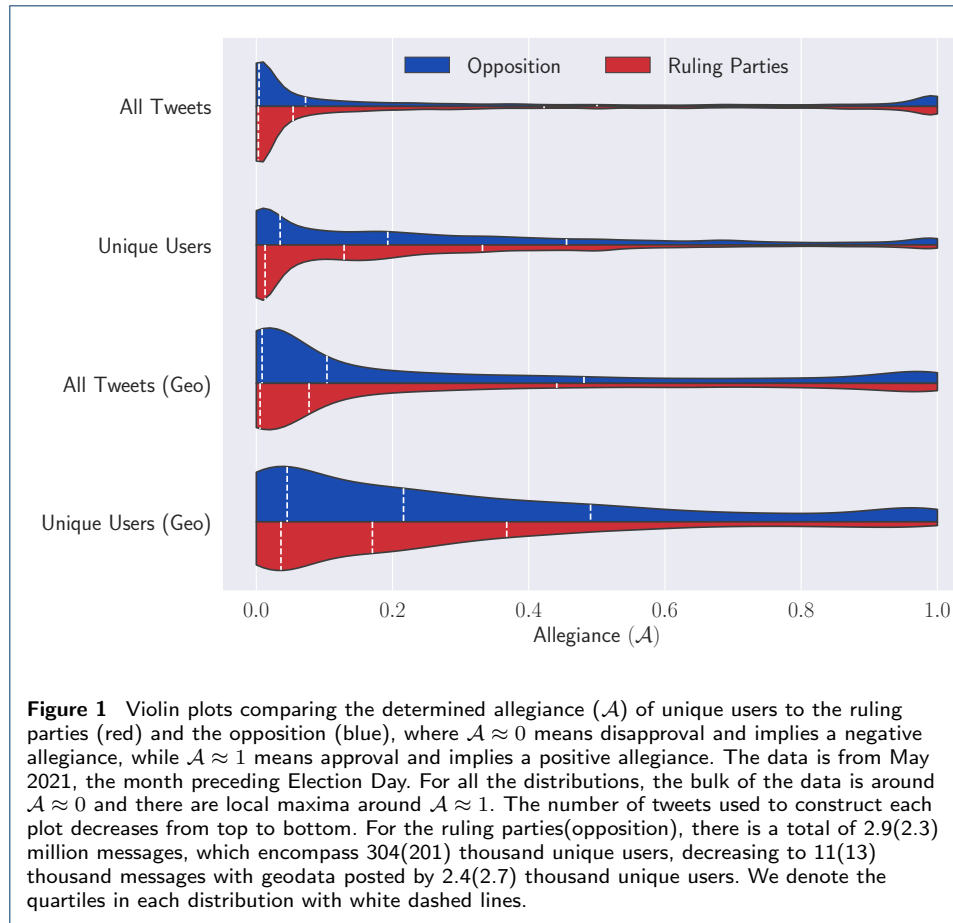 Opposition Ruling Parties
All Tweets
Unique Users
All Tweets (Geo)
Unique Users (Geo)
0.0 0.2 0.4 0.6 0.8 1.0
Allegiance (𝒜)
Figure 1 Violin plots comparing the determined allegiance (𝒜) of unique users to the ruling
parties (red) and the opposition (blue), where 𝒜 ≈ 0 means disapproval and implies a negative
allegiance, while 𝒜 ≈ 1 means approval and implies a positive allegiance. The data is from May
2021, the month preceding Election Day. For all the distributions, the bulk of the data is around
𝒜 ≈ 0 and there are local maxima around 𝒜 ≈ 1. The number of tweets used to construct each
plot decreases from top to bottom. For the ruling parties(opposition), there is a total of 2.9(2.3)
million messages, which encompass 304(201) thousand unique users, decreasing to 11(13)
thousand messages with geodata posted by 2.4(2.7) thousand unique users. We denote the
quartiles in each distribution with white dashed lines.